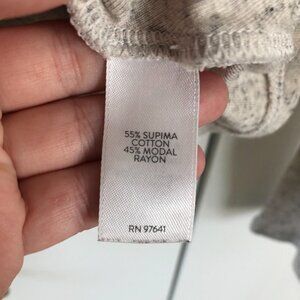 55% SUPIMA
COTTON
45% MODAL
RAYON
RN 97641